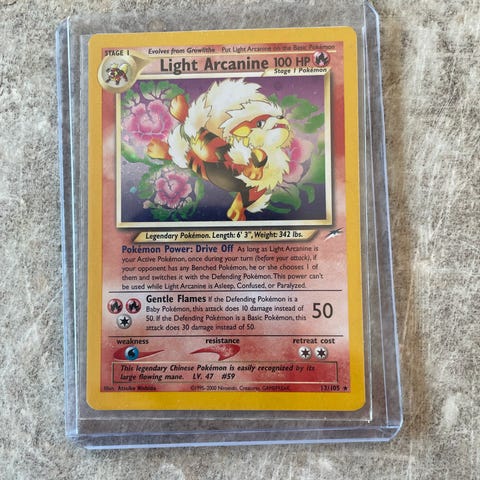 STAGE 1 Evolves from Growlithe Put Light Arcanine on the Basic Pokémon
Light Arcanine 100 HP
Stage 1 Pokémon
Legendary Pokémon. Length: 6' 3", Weight: 342 lbs.
Pokémon Power: Drive Off As long as Light Arcanine is
your Active Pokémon, once during your turn (before your attack), if
your opponent has any Benched Pokémon, he or she chooses 1 of
them and switches it with the Defending Pokémon. This power can't
be used while Light Arcanine is Asleep, Confused, or Paralyzed.
Gentle Flames If the Defending Pokémon is a
Baby Pokémon, this attack does 10 damage instead of
50. If the Defending Pokémon is a Basic Pokémon, this
attack does 30 damage instead of 50.
50
weakness resistance retreat cost
This legendary Chinese Pokémon is easily recognized by its
large flowing mane. LV. 47 #59
Illus. Atsuko Nishida ©1995-2000 Nintendo, Creatures, GAMEFREAK. 12/105 ★